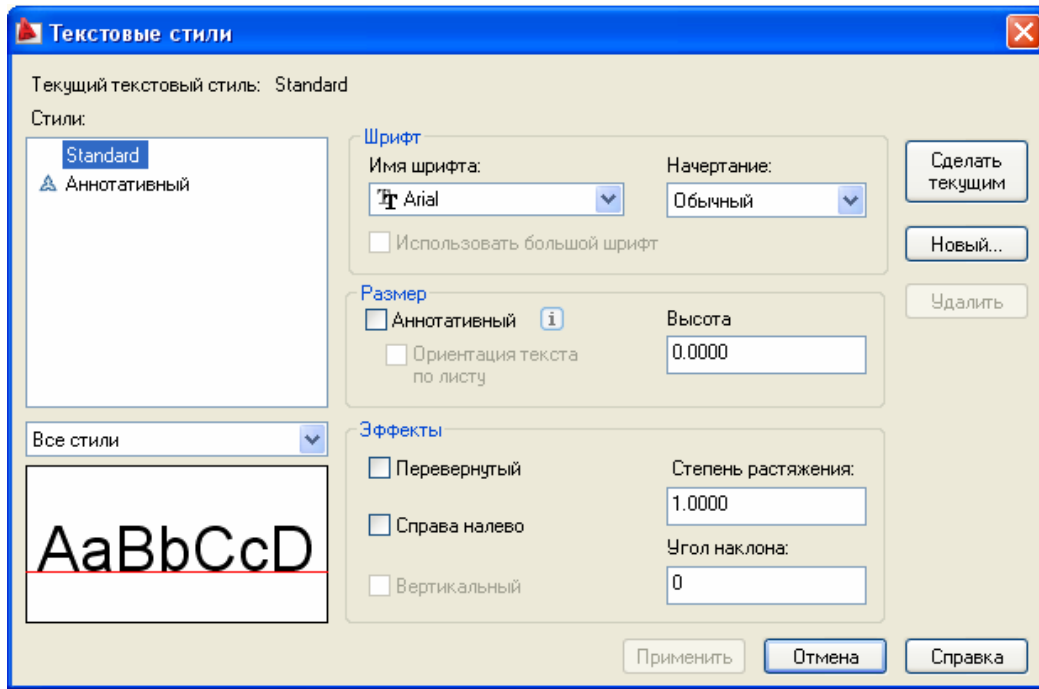 Текстовые стили
Текущий текстовый стиль: Standard
Стили:
Standard
Аннотативный
Все стили
AaBbCcD
Шрифт
Имя шрифта:
Начертание:
Arial
Обычный
Использовать большой шрифт
Размер
Аннотативный
Высота
Ориентация текста
по листу
0.0000
Эффекты
Перевернутый
Степень растяжения:
1.0000
Справа налево
Угол наклона:
Вертикальный
0
Сделать
текущим
Новый...
Удалить
Применить
Отмена
Справка